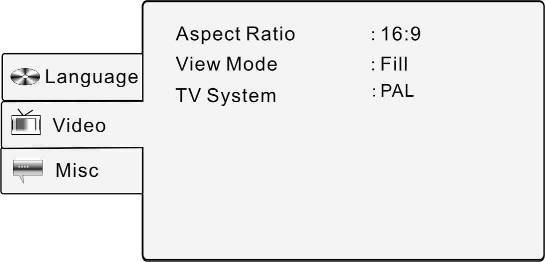 Aspect Ratio : 16:9
View Mode : Fill
TV System : PAL
Language
Video
Misc